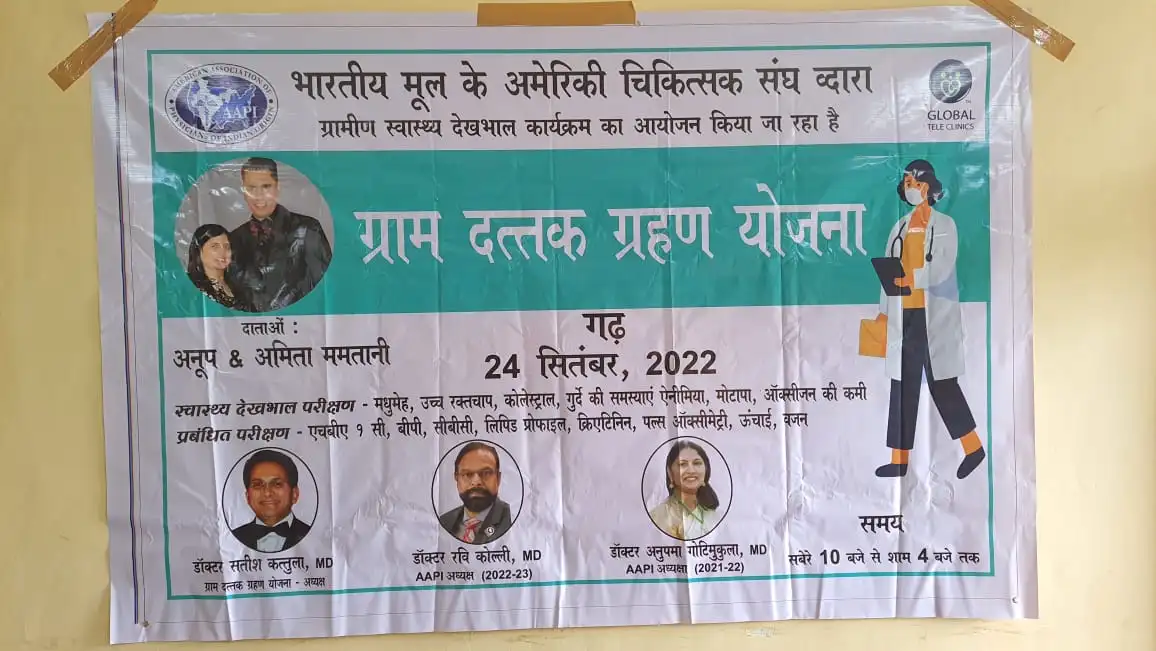 AMERICAN ASSOCIATION OF
AAPI
PHYSICIANS OF INDIAN ORIGIN
भारतीय मूल के अमेरिकी चिकित्सक संघ व्दारा
ग्रामीण स्वास्थ्य देखभाल कार्यक्रम का आयोजन किया जा रहा है
GLOBAL
TELE CLINICS
ग्राम दत्तक ग्रहण योजना
दाताओं :
अनूप & अमिता ममतानी
गढ़
24 सितंबर, 2022
स्वास्थ्य देखभाल परीक्षण - मधुमेह, उच्च रक्तचाप, कोलेस्ट्राल, गुर्दे की समस्याएं ऐनीमिया, मोटापा, ऑक्सीजन की कमी
प्रबंधित परीक्षण - एचबीए १ सी, बीपी, सीबीसी, लिपिड प्रोफाइल, क्रिएटिनिन, पल्स ऑक्सीमेट्री, ऊंचाई, वजन
डॉक्टर सतीश कत्तुला, MD
ग्राम दत्तक ग्रहण योजना - अध्यक्ष
डॉक्टर रवि कोल्ली, MD
AAPI अध्यक्ष (2022-23)
डॉक्टर अनुपमा गोटिमुकुला, MD
AAPI अध्यक्षा (2021-22)
समय
सबेरे 10 बजे से शाम 4 बजे तक